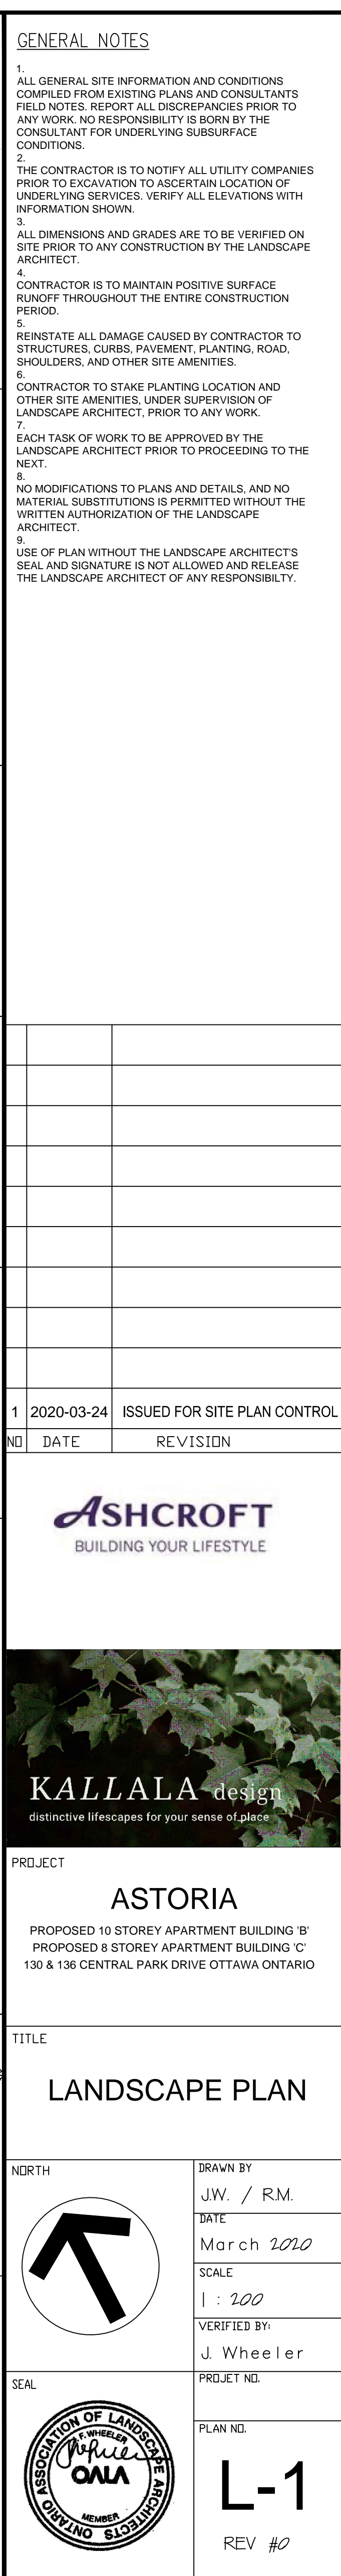 GENERAL NOTES
1.
ALL GENERAL SITE INFORMATION AND CONDITIONS
COMPILED FROM EXISTING PLANS AND CONSULTANTS
FIELD NOTES. REPORT ALL DISCREPANCIES PRIOR TO
ANY WORK. NO RESPONSIBILITY IS BORN BY THE
CONSULTANT FOR UNDERLYING SUBSURFACE
CONDITIONS.
2.
THE CONTRACTOR IS TO NOTIFY ALL UTILITY COMPANIES
PRIOR TO EXCAVATION TO ASCERTAIN LOCATION OF
UNDERLYING SERVICES. VERIFY ALL ELEVATIONS WITH
INFORMATION SHOWN.
3.
ALL DIMENSIONS AND GRADES ARE TO BE VERIFIED ON
SITE PRIOR TO ANY CONSTRUCTION BY THE LANDSCAPE
ARCHITECT.
4.
CONTRACTOR IS TO MAINTAIN POSITIVE SURFACE
RUNOFF THROUGHOUT THE ENTIRE CONSTRUCTION
PERIOD.
5.
REINSTATE ALL DAMAGE CAUSED BY CONTRACTOR TO
STRUCTURES, CURBS, PAVEMENT, PLANTING, ROAD,
SHOULDERS, AND OTHER SITE AMENITIES.
6.
CONTRACTOR TO STAKE PLANTING LOCATION AND
OTHER SITE AMENITIES, UNDER SUPERVISION OF
LANDSCAPE ARCHITECT, PRIOR TO ANY WORK.
7.
EACH TASK OF WORK TO BE APPROVED BY THE
LANDSCAPE ARCHITECT PRIOR TO PROCEEDING TO THE
NEXT.
8.
NO MODIFICATIONS TO PLANS AND DETAILS, AND NO
MATERIAL SUBSTITUTIONS IS PERMITTED WITHOUT THE
WRITTEN AUTHORIZATION OF THE LANDSCAPE
ARCHITECT.
9.
USE OF PLAN WITHOUT THE LANDSCAPE ARCHITECT'S
SEAL AND SIGNATURE IS NOT ALLOWED AND RELEASE
THE LANDSCAPE ARCHITECT OF ANY RESPONSIBILTY.
1 2020-03-24 ISSUED FOR SITE PLAN CONTROL
NO DATE REVISION
ASHCROFT
BUILDING YOUR LIFESTYLE
KALLALA design
distinctive lifescapes for your sense of place
PROJECT
ASTORIA
PROPOSED 10 STOREY APARTMENT BUILDING 'B'
PROPOSED 8 STOREY APARTMENT BUILDING 'C'
130 & 136 CENTRAL PARK DRIVE OTTAWA ONTARIO
TITLE
LANDSCAPE PLAN
NORTH
DRAWN BY
J.W. / R.M.
DATE
March 2020
SCALE
1 : 200
VERIFIED BY:
J. Wheeler
PROJET NO.
SEAL
ONTARIO ASSOCIATION OF LANDSCAPE ARCHITECTS
F. WHEELER
OALA
MEMBER
PLAN NO.
L-1
REV #0